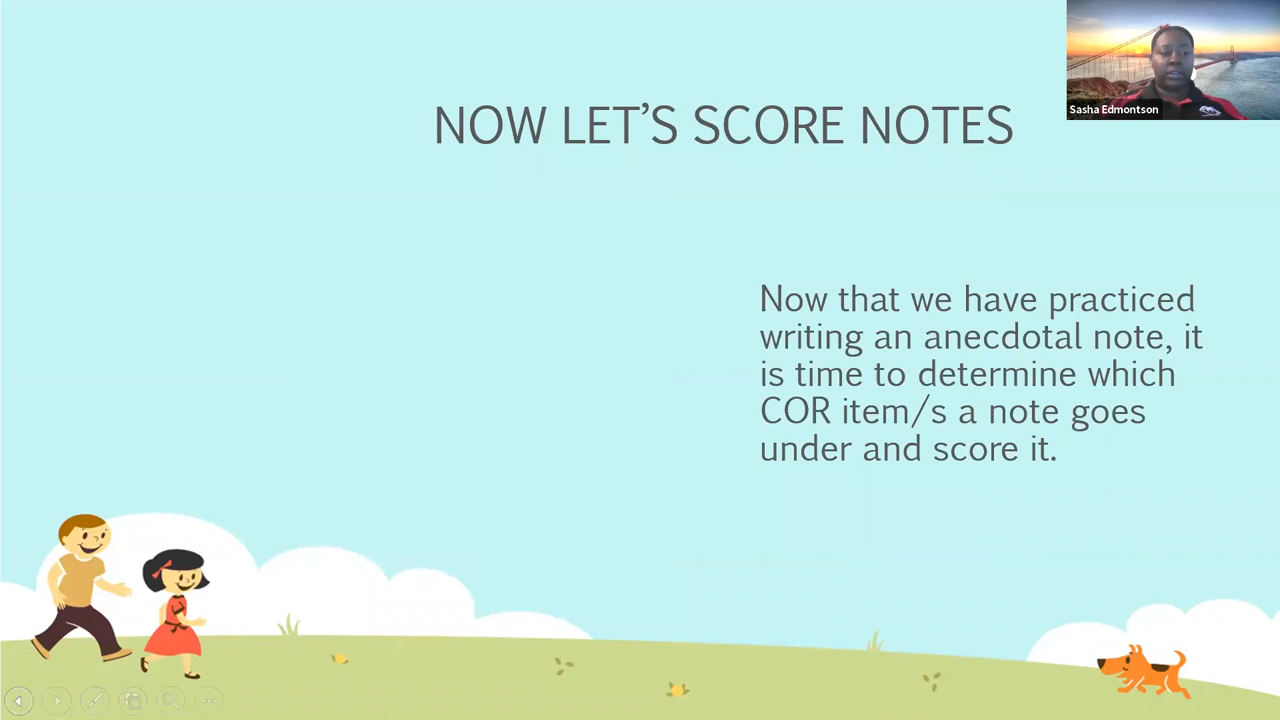 NOW LET’S SCORE NOTES
Sasha Edmontson
Now that we have practiced
writing an anecdotal note, it
is time to determine which
COR item/s a note goes
under and score it.